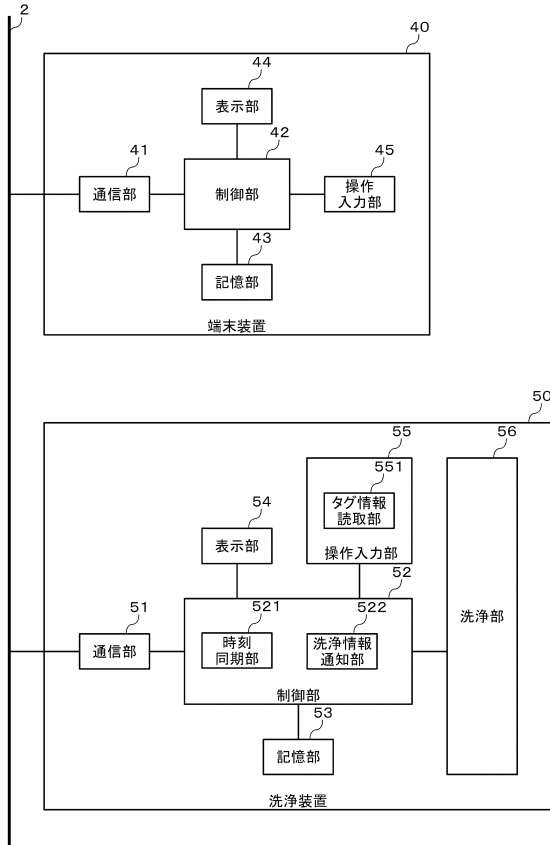 2
40
44
表示部
42
41
45
通信部
制御部
操作
入力部
43
記憶部
端末装置
50
55
56
551
タグ情報
読取部
54
表示部
操作入力部
52
521
522
51
時刻
同期部
洗浄情報
通知部
洗浄部
通信部
制御部
53
記憶部
洗浄装置